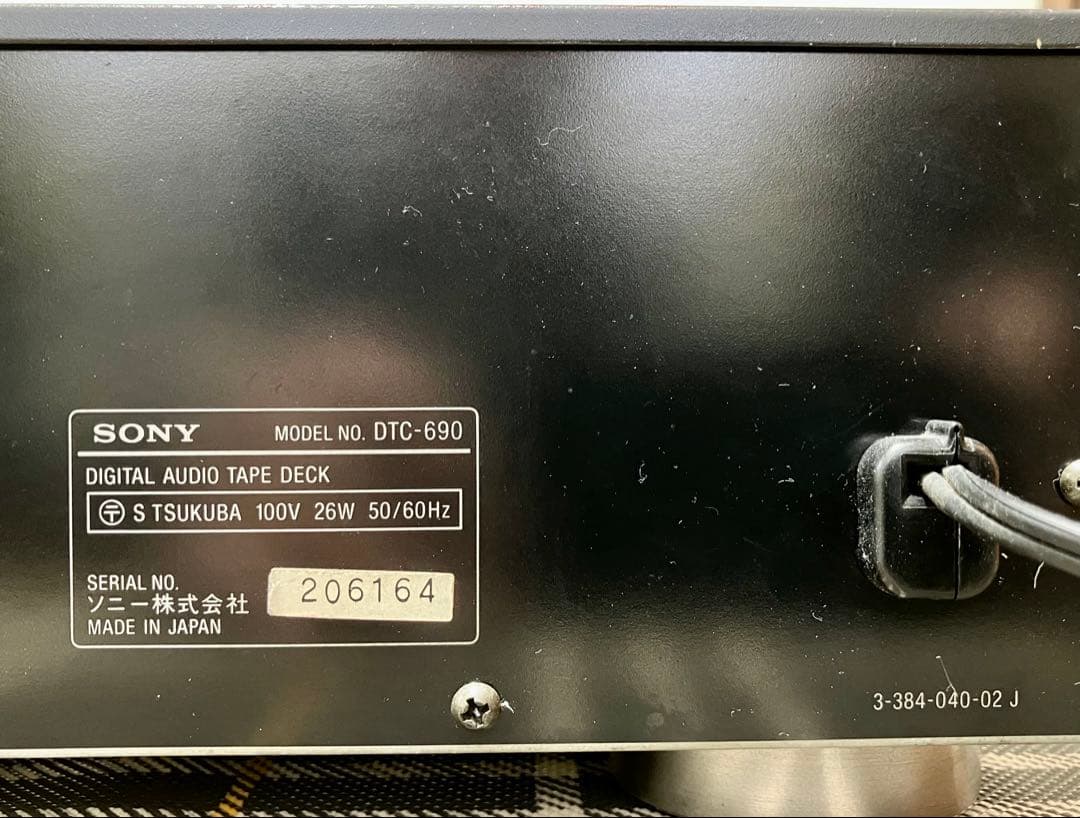 SONY MODEL NO. DTC-690
DIGITAL AUDIO TAPE DECK
〒 S TSUKUBA 100V 26W 50/60Hz
SERIAL NO. 206164
ソニー株式会社
MADE IN JAPAN
3-384-040-02 J